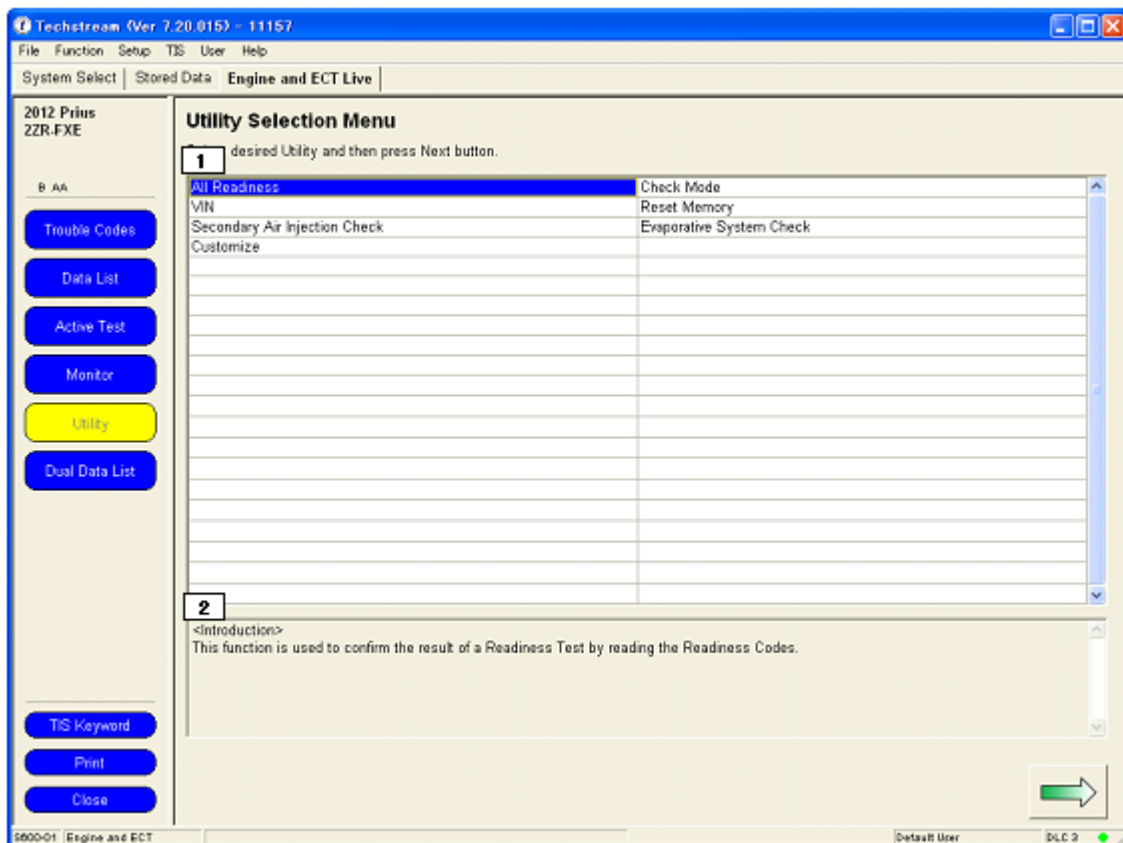 Techstream (Ver 7.20.015) - 11157
File Function Setup TIS User Help
System Select Stored Data Engine and ECT Live
2012 Prius
2ZR-FXE
B AA
Trouble Codes
Data List
Active Test
Monitor
Utility
Dual Data List
TIS Keyword
Print
Close
Utility Selection Menu
desired Utility and then press Next button.
1
All Readiness Check Mode
VIN Reset Memory
Secondary Air Injection Check Evaporative System Check
Customize
2
<Introduction>
This function is used to confirm the result of a Readiness Test by reading the Readiness Codes.
S600-01 Engine and ECT Default User DLC 3